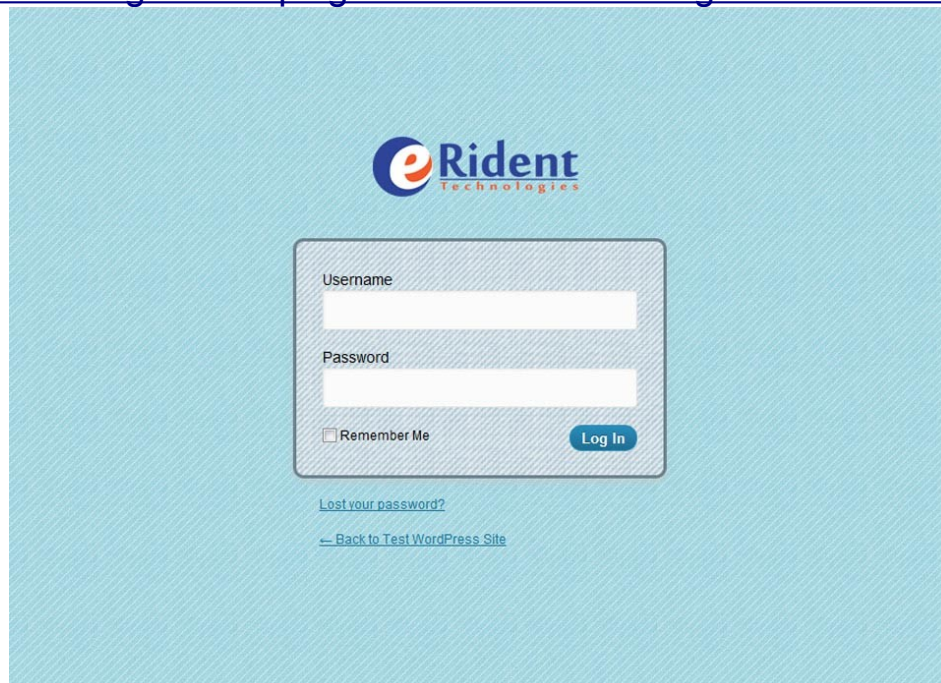 eRident
Technologies
Username
Password
Remember Me
Log In
Lost your password?
← Back to Test WordPress Site